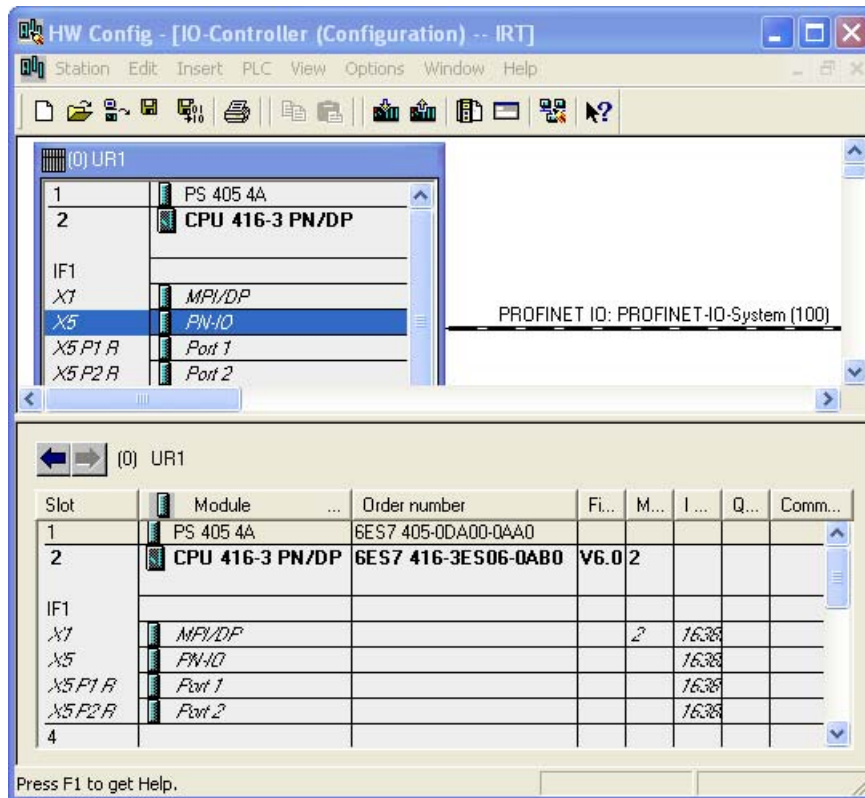 HW Config - [IO-Controller (Configuration) -- IRT]
Station Edit Insert PLC View Options Window Help
(0) UR1
1 PS 405 4A
2 CPU 416-3 PN/DP
IF1
X1 MPI/DP
X5 PN-IO
X5 P1 R Port 1
X5 P2 R Port 2
PROFINET IO: PROFINET-IO-System (100)
(0) UR1
Slot Module ... Order number Fi... M... I ... Q... Comm...
1 PS 405 4A 6ES7 405-0DA00-0AA0
2 CPU 416-3 PN/DP 6ES7 416-3ES06-0AB0 V6.0 2
IF1
X1 MPI/DP 2 1638
X5 PN-IO 1638
X5 P1 R Port 1 1638
X5 P2 R Port 2 1638
4
Press F1 to get Help.